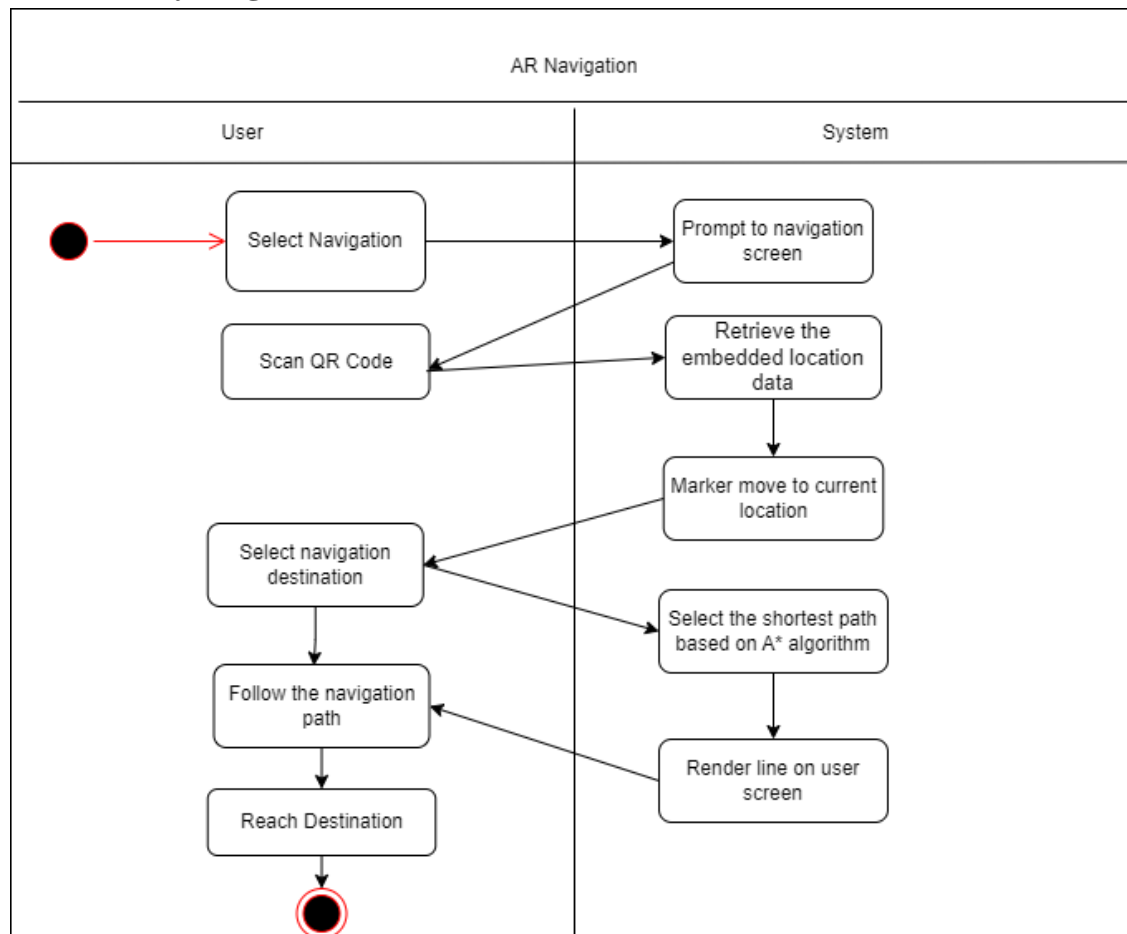 AR Navigation
User
System
Select Navigation
Prompt to navigation
screen
Scan QR Code
Retrieve the
embedded location
data
Marker move to current
location
Select navigation
destination
Select the shortest path
based on A* algorithm
Follow the navigation
path
Render line on user
screen
Reach Destination